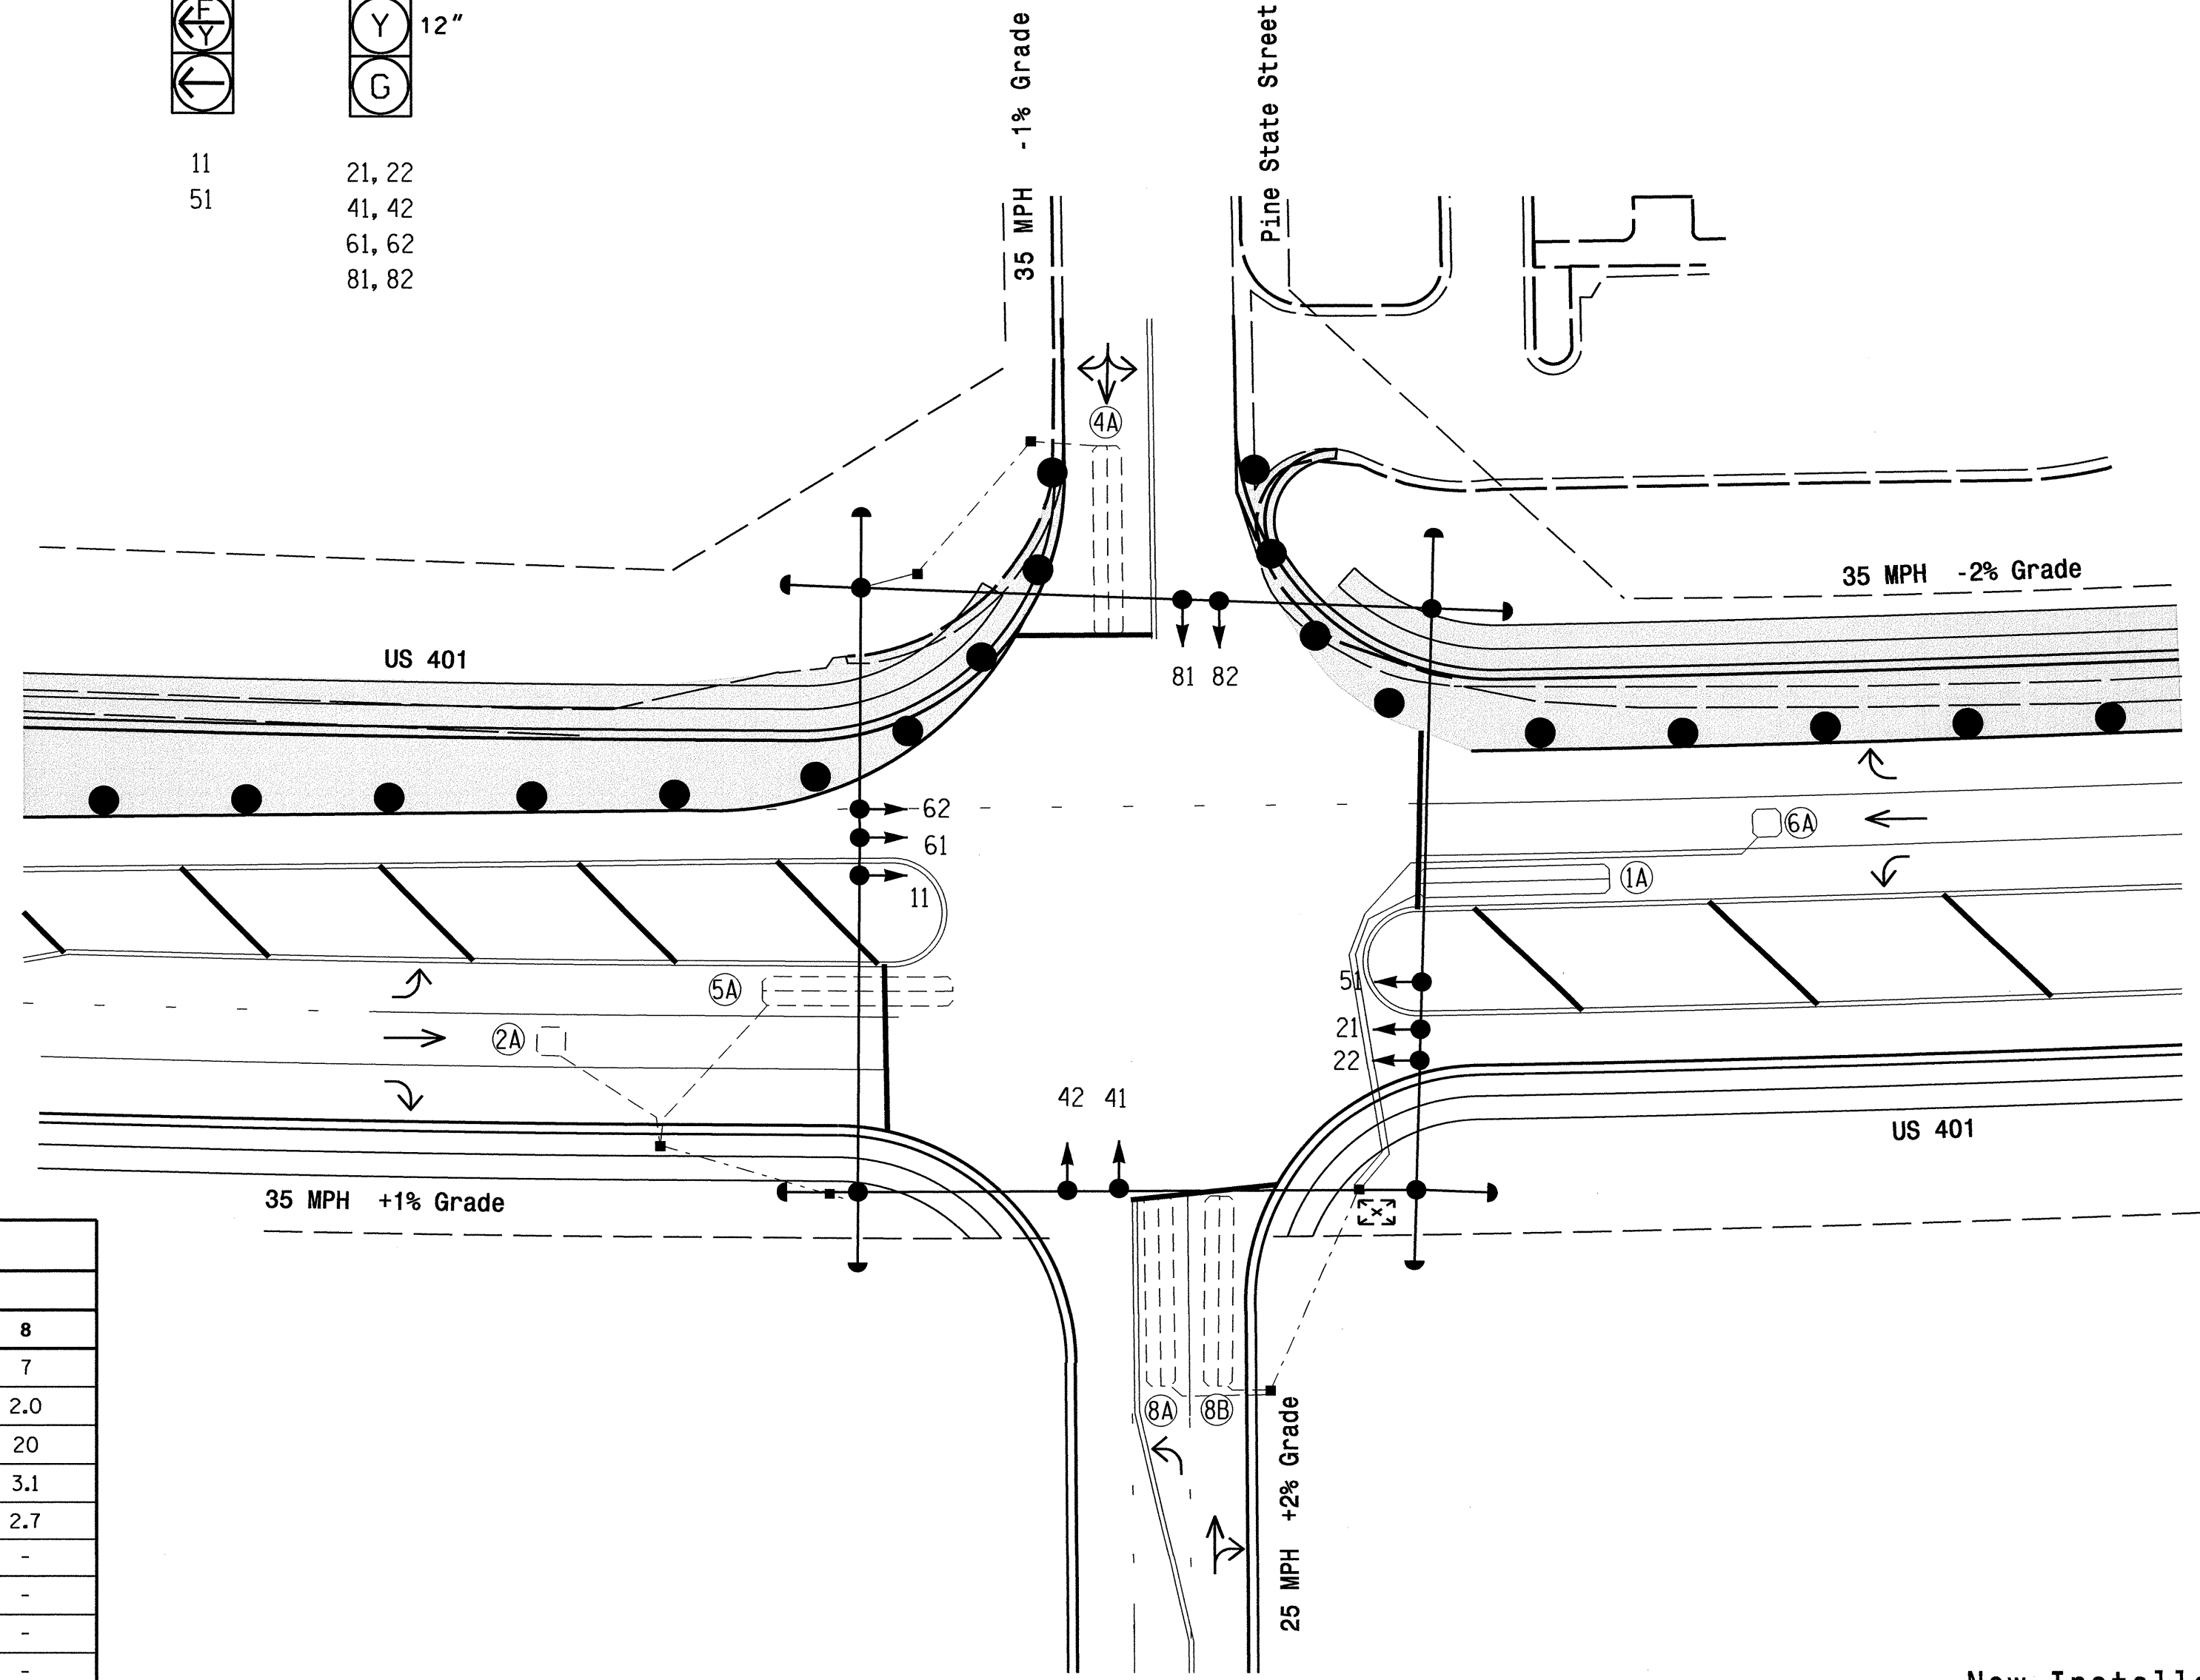 F
Y
Y 12"
G
11
51
21, 22
41, 42
61, 62
81, 82
35 MPH -1% Grade
Pine State Street
4A
35 MPH -2% Grade
US 401
81 82
62
61
11
6A
1A
5A
2A
51
21
22
42 41
US 401
35 MPH +1% Grade
x
8A 8B
25 MPH +2% Grade
8
7
2.0
20
3.1
2.7
-
-
-
-